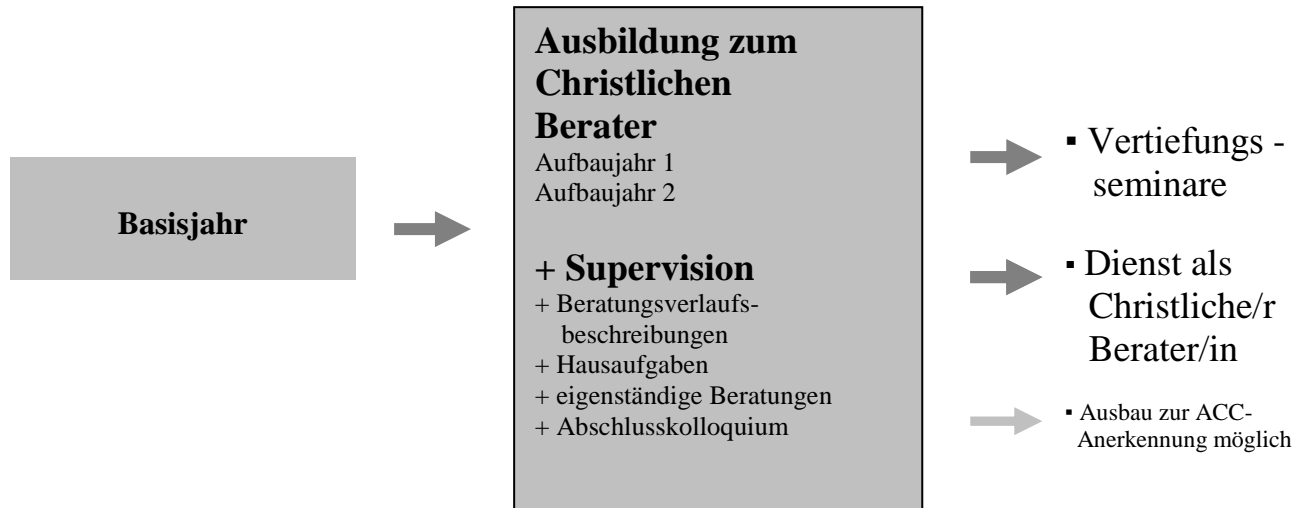 Basisjahr
Ausbildung zum
Christlichen
Berater
Aufbaujahr 1
Aufbaujahr 2
+ Supervision
+ Beratungsverlaufs-
beschreibungen
+ Hausaufgaben
+ eigenständige Beratungen
+ Abschlusskolloquium
▪ Vertiefungs -
seminare
▪ Dienst als
Christliche/r
Berater/in
▪ Ausbau zur ACC-
Anerkennung möglich